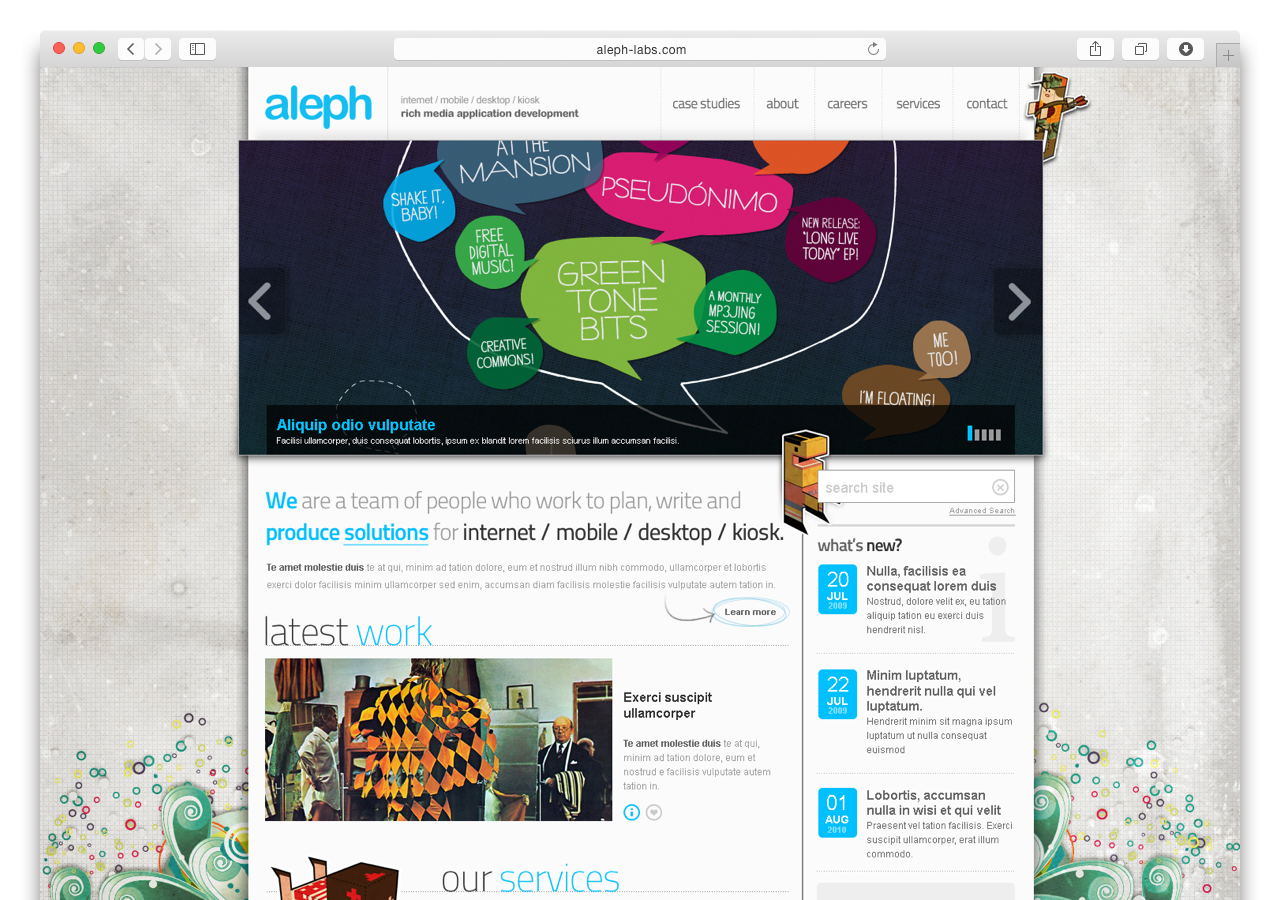 aleph-labs.com
aleph
internet / mobile / desktop / kiosk
rich media application development
case studies
about
careers
services
contact
AT THE
MANSION
SHAKE IT,
BABY!
PSEUDÓNIMO
FREE
DIGITAL
MUSIC!
NEW RELEASE:
"LONG LIVE
TODAY" EP!
GREEN
TONE
BITS
A MONTHLY
MP3JING
SESSION!
CREATIVE
COMMONS!
ME
TOO!
I'M FLOATING!
Aliquip odio vulputate
Facilisi ullamcorper, duis consequat lobortis, ipsum ex blandit lorem facilisis sciurus illum accumsan facilisi.
We are a team of people who work to plan, write and
produce solutions for internet / mobile / desktop / kiosk.
Te amet molestie duis te at qui, minim ad tation dolore, eum et nostrud illum nibh commodo, ullamcorper et lobortis
exerci dolor facilisis minim ullamcorper sed enim, accumsan diam facilisis molestie facilisis vulputate autem tation in.
Learn more
latest work
Exerci suscipit
ullamcorper
Te amet molestie duis te at qui,
minim ad tation dolore, eum et
nostrud e facilisis vulputate autem
tation in.
our services
search site
Advanced Search
what's new?
i
20
JUL
2009
Nulla, facilisis ea
consequat lorem duis
Nostrud, dolore velit ex, eu tation
aliquip tation eu exerci duis
hendrerit nisl.
22
JUL
2009
Minim luptatum,
hendrerit nulla qui vel
luptatum.
Hendrerit minim sit magna ipsum
luptatum ut nulla consequat
euismod
01
AUG
2010
Lobortis, accumsan
nulla in wisi et qui velit
Praesent vel tation facilisis. Exerci
suscipit ullamcorper, erat illum
commodo.